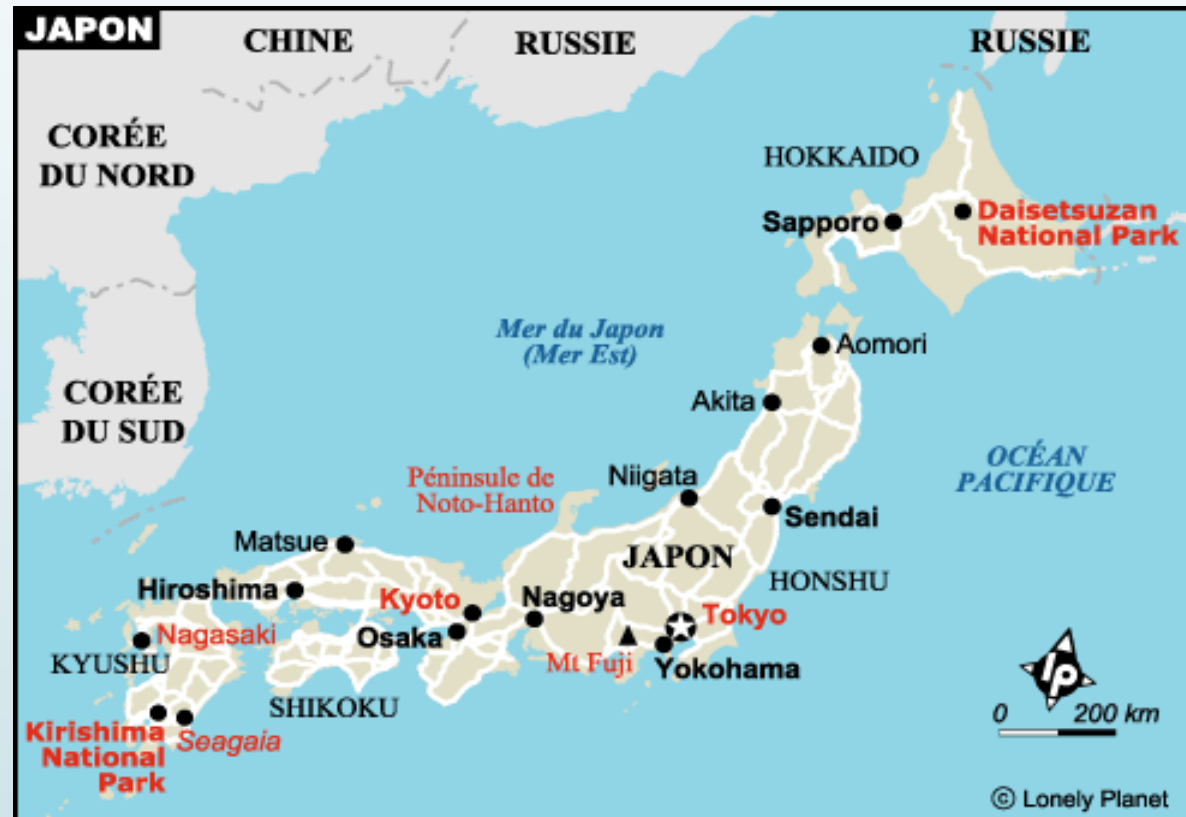 JAPON
CHINE
RUSSIE
RUSSIE
CORÉE
DU NORD
HOKKAIDO
Sapporo
Daisetsuzan
National Park
Mer du Japon
(Mer Est)
Aomori
CORÉE
DU SUD
Akita
OCÉAN
PACIFIQUE
Péninsule de
Noto-Hanto
Niigata
Sendai
Matsue
JAPON
HONSHU
Hiroshima
Kyoto
Nagoya
Tokyo
Nagasaki
Osaka
KYUSHU
Mt Fuji
Yokohama
SHIKOKU
Kirishima
National
Park
Seagaia
lp
0 200 km
© Lonely Planet